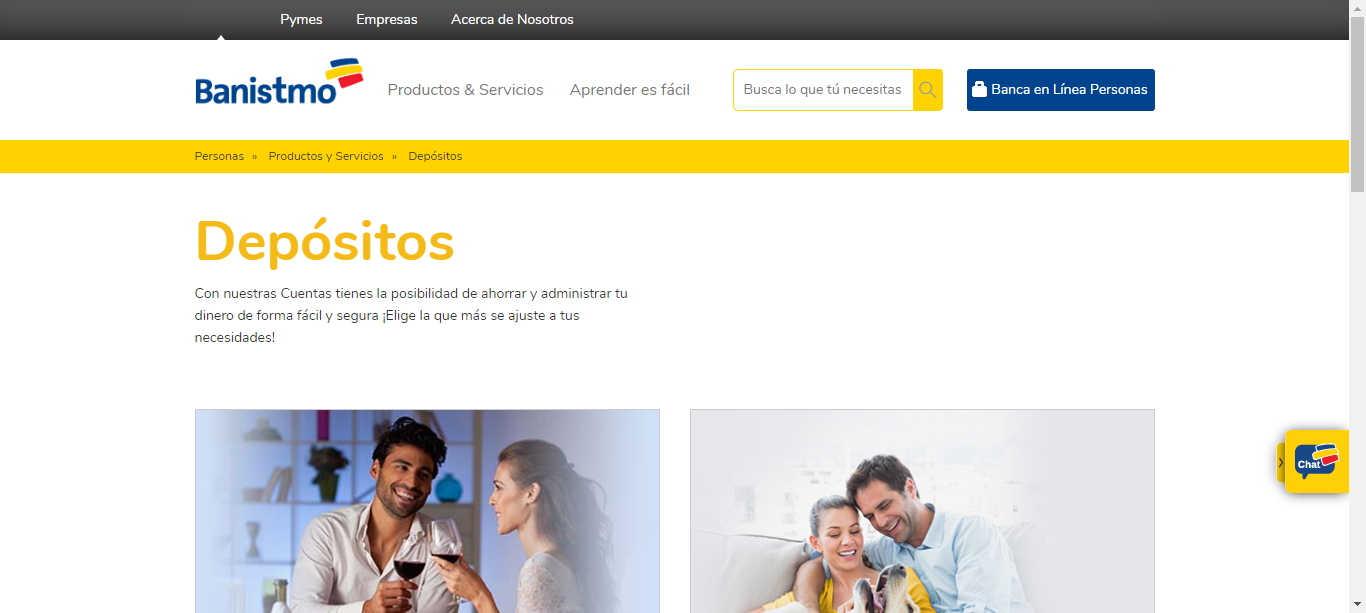 Pymes Empresas Acerca de Nosotros
Banistmo Productos & Servicios Aprender es fácil Busca lo que tú necesitas Banca en Línea Personas
Personas » Productos y Servicios » Depósitos
Depósitos
Con nuestras Cuentas tienes la posibilidad de ahorrar y administrar tu
dinero de forma fácil y segura ¡Elige la que más se ajuste a tus
necesidades!
Chat